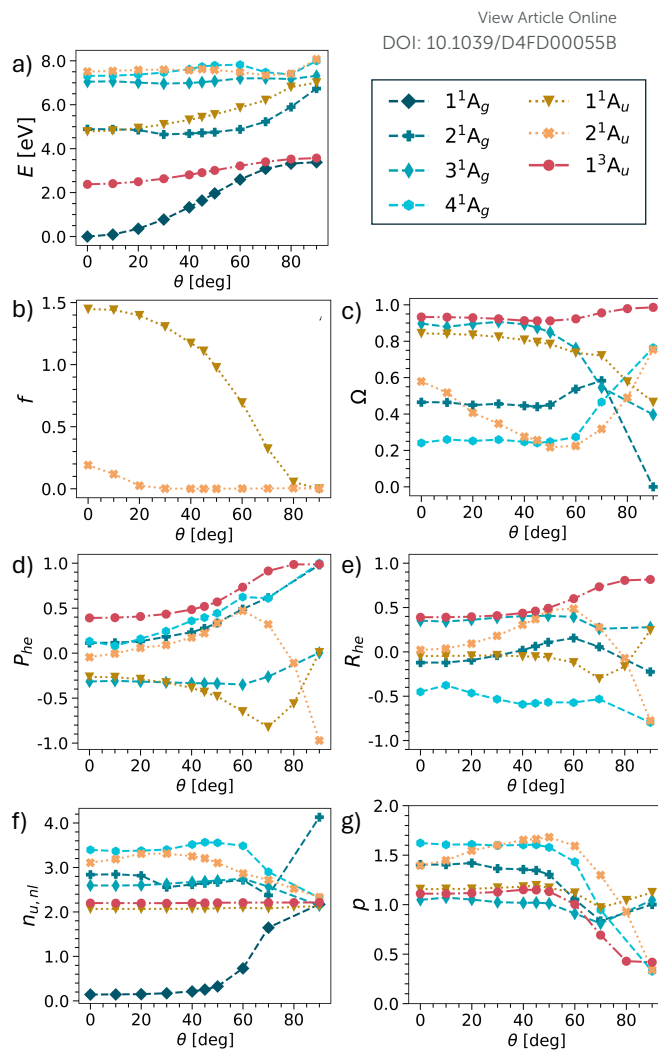 View Article Online
DOI: 10.1039/D4FD00055B
a)
8.0
6.0
4.0
2.0
0.0
E [eV]
0 20 40 60 80
θ [deg]
1¹A_g
2¹A_g
3¹A_g
4¹A_g
1¹A_u
2¹A_u
1³A_u
b)
1.5
1.0
0.5
0.0
f
0 20 40 60 80
θ [deg]
c)
1.0
0.8
0.6
0.4
0.2
0.0
Ω
0 20 40 60 80
θ [deg]
d)
1.0
0.5
0.0
-0.5
-1.0
P_he
0 20 40 60 80
θ [deg]
e)
1.0
0.5
0.0
-0.5
-1.0
R_he
0 20 40 60 80
θ [deg]
f)
4.0
3.0
2.0
1.0
0.0
n_u, nl
0 20 40 60 80
θ [deg]
g)
2.0
1.5
1.0
0.5
0.0
p
0 20 40 60 80
θ [deg]